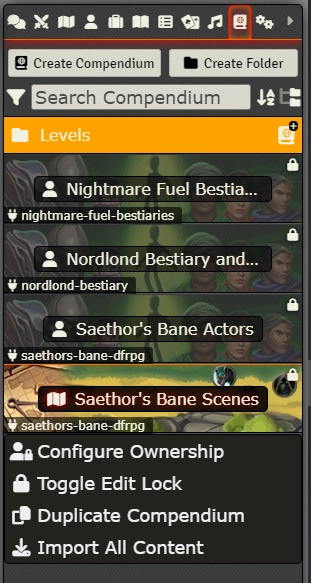 Create Compendium
Create Folder
Search Compendium
Levels
Nightmare Fuel Bestia...
nightmare-fuel-bestiaries
Nordlond Bestiary and...
nordlond-bestiary
Saethor's Bane Actors
saethors-bane-dfrpg
Saethor's Bane Scenes
saethors-bane-dfrpg
Configure Ownership
Toggle Edit Lock
Duplicate Compendium
Import All Content